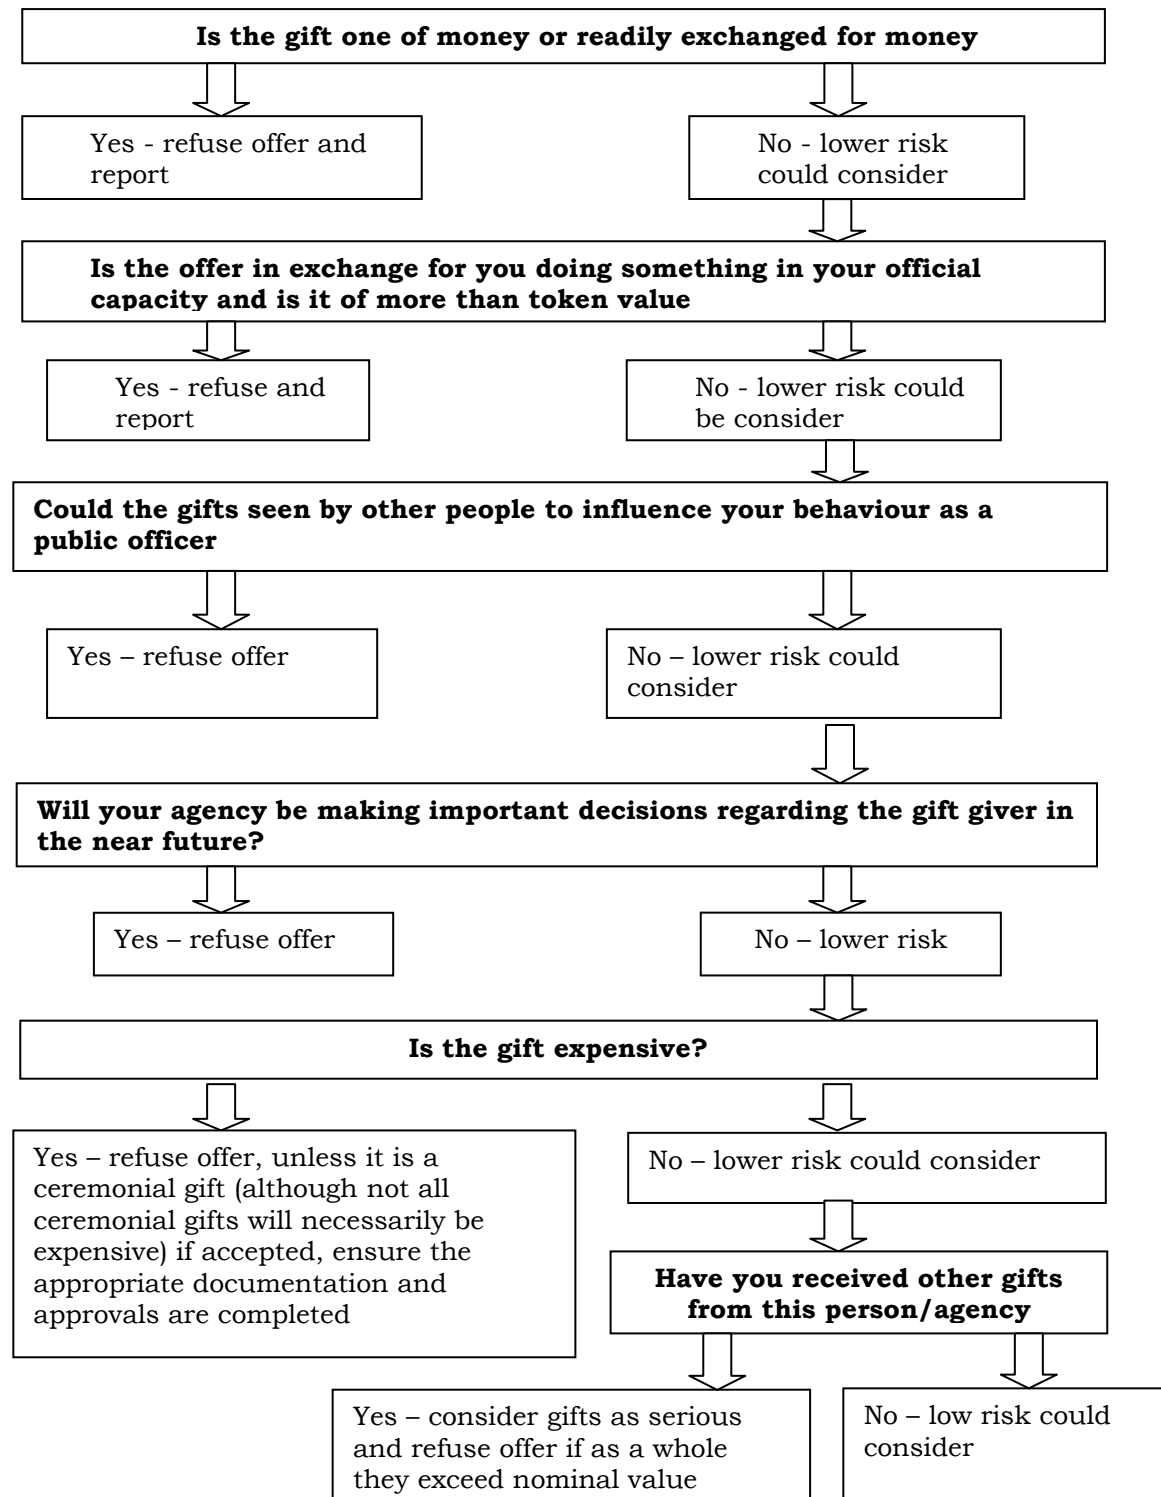 Is the gift one of money or readily exchanged for money
Yes - refuse offer and
report
No - lower risk
could consider
Is the offer in exchange for you doing something in your official
capacity and is it of more than token value
Yes - refuse and
report
No - lower risk could
be consider
Could the gifts seen by other people to influence your behaviour as a
public officer
Yes – refuse offer
No – lower risk could
consider
Will your agency be making important decisions regarding the gift giver in
the near future?
Yes – refuse offer
No – lower risk
Is the gift expensive?
Yes – refuse offer, unless it is a
ceremonial gift (although not all
ceremonial gifts will necessarily be
expensive) if accepted, ensure the
appropriate documentation and
approvals are completed
No – lower risk could consider
Have you received other gifts
from this person/agency
Yes – consider gifts as serious
and refuse offer if as a whole
they exceed nominal value
No – low risk could
consider